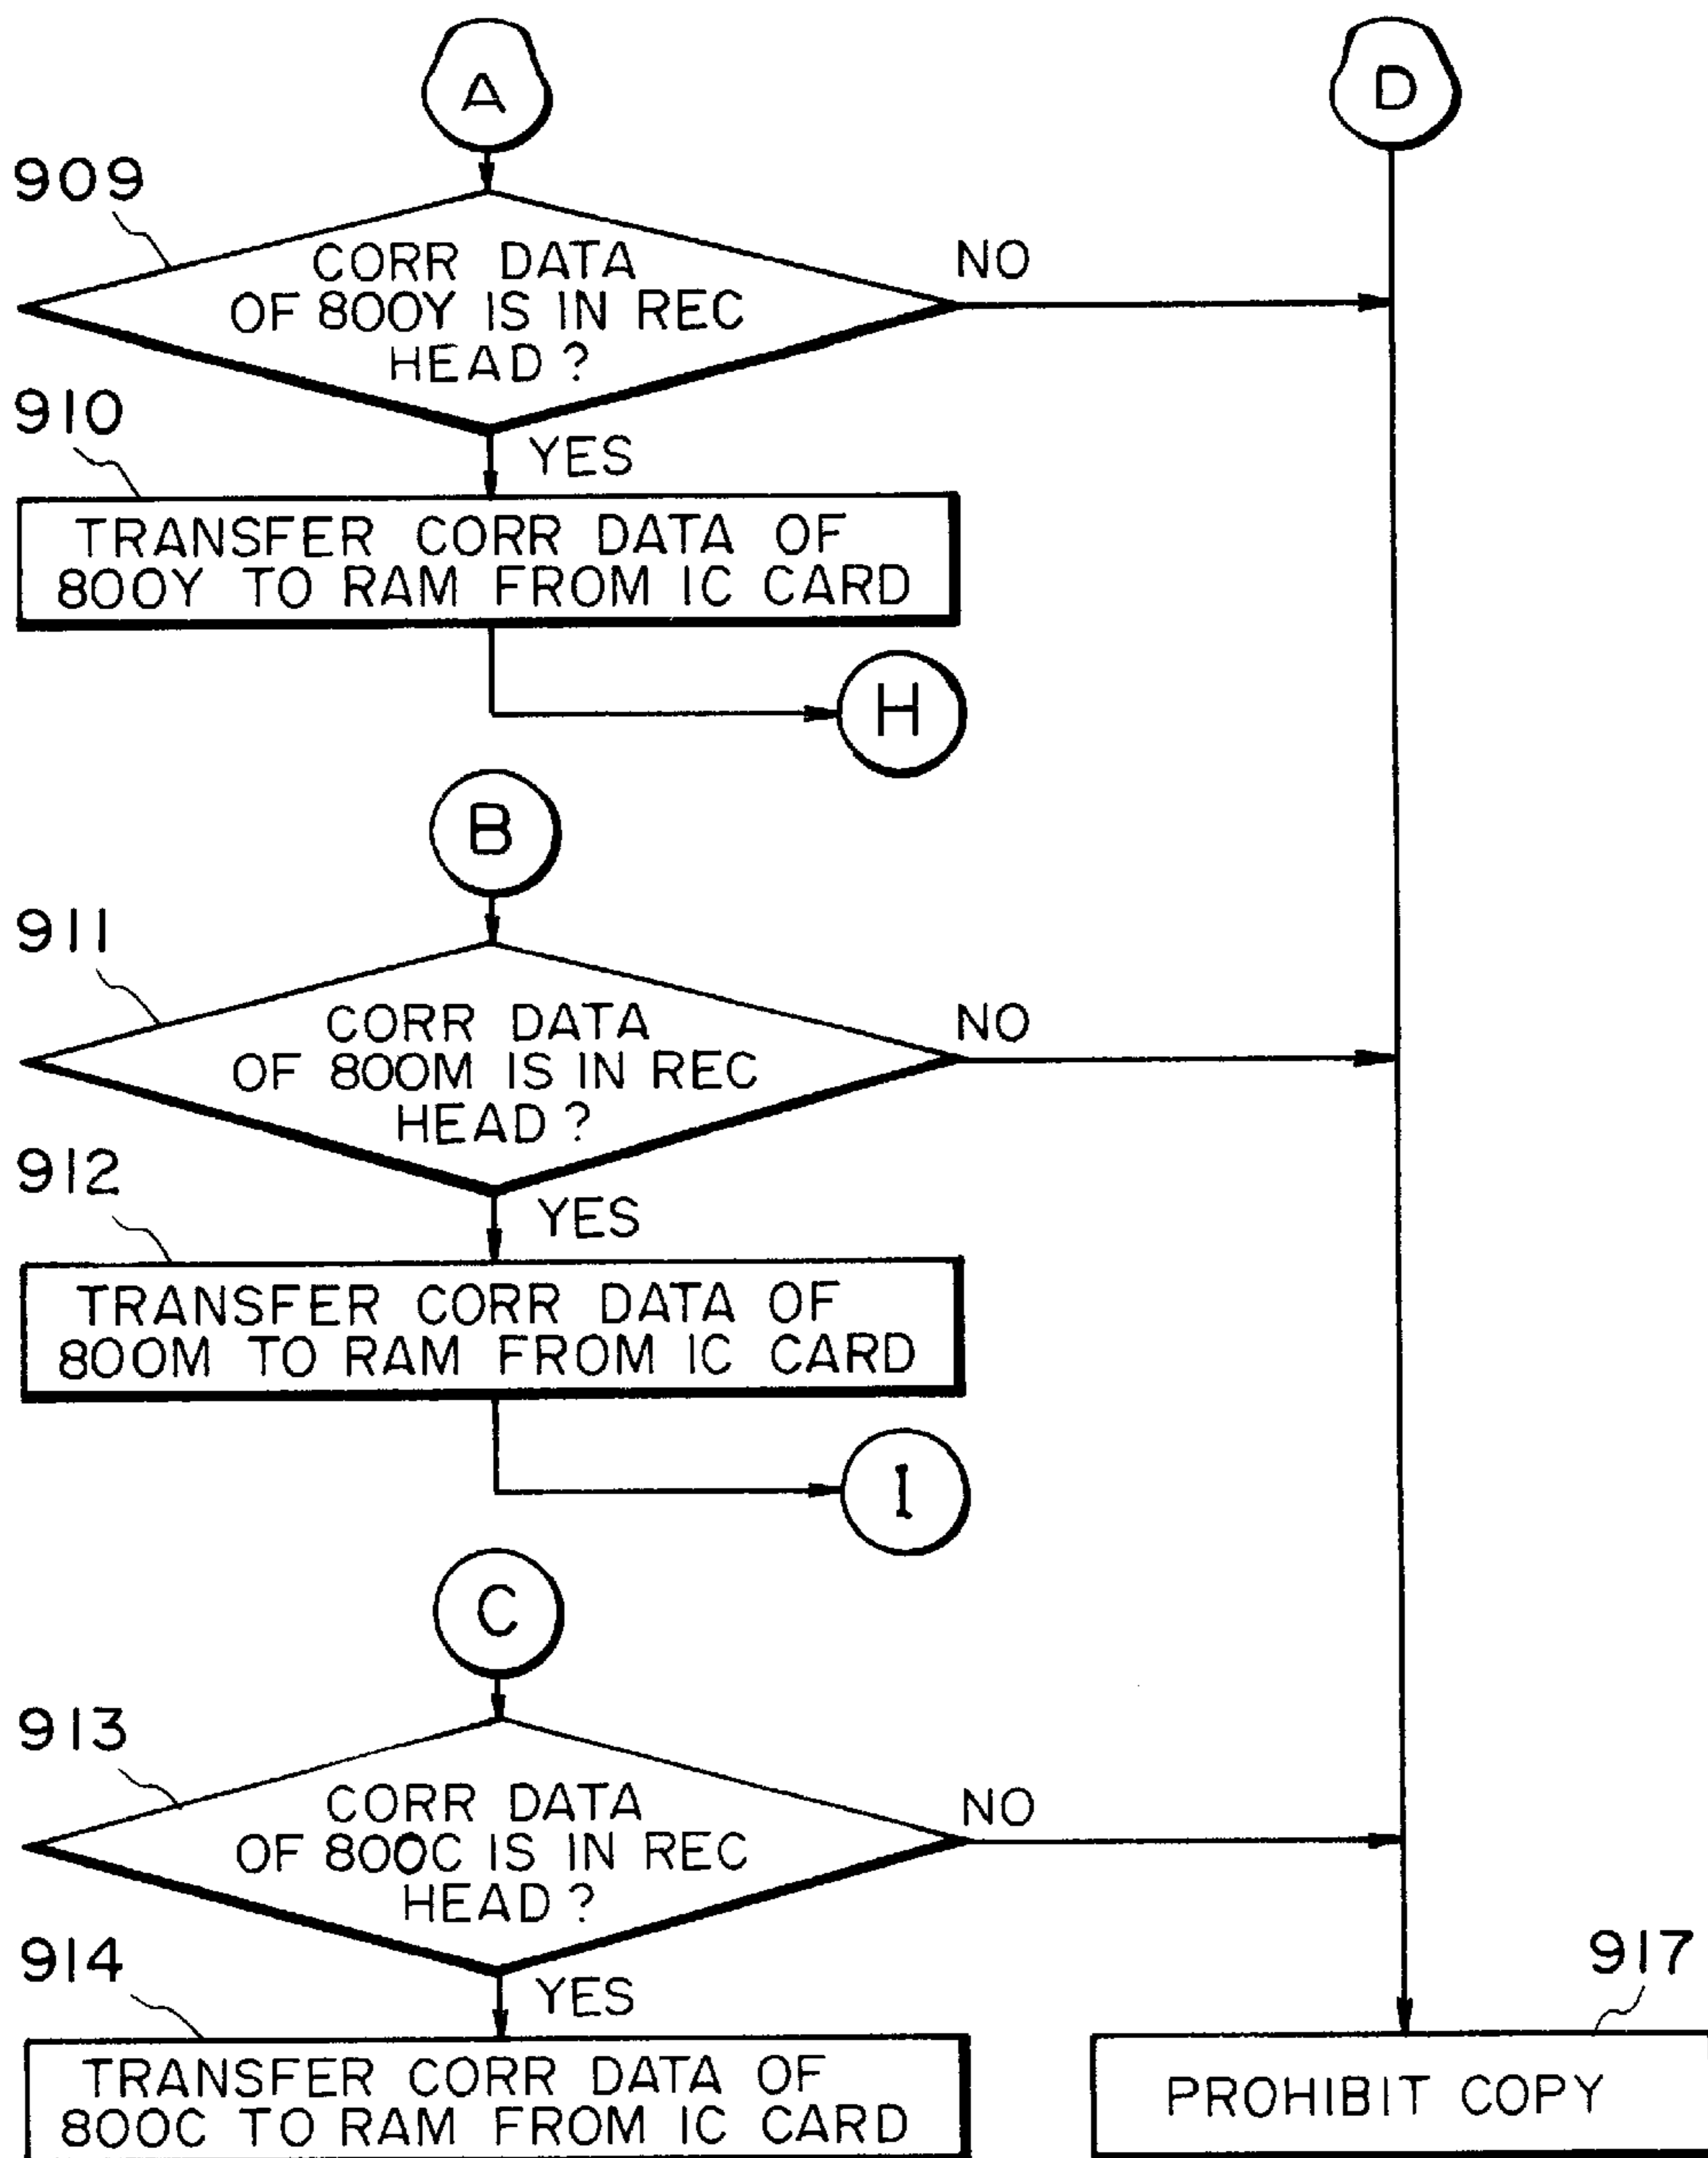 A
D
909
CORR DATA
OF 800Y IS IN REC
HEAD ?
NO
910
YES
TRANSFER CORR DATA OF
800Y TO RAM FROM IC CARD
H
B
911
CORR DATA
OF 800M IS IN REC
HEAD ?
NO
912
YES
TRANSFER CORR DATA OF
800M TO RAM FROM IC CARD
I
C
913
CORR DATA
OF 800C IS IN REC
HEAD ?
NO
914
YES
917
TRANSFER CORR DATA OF
800C TO RAM FROM IC CARD
PROHIBIT COPY